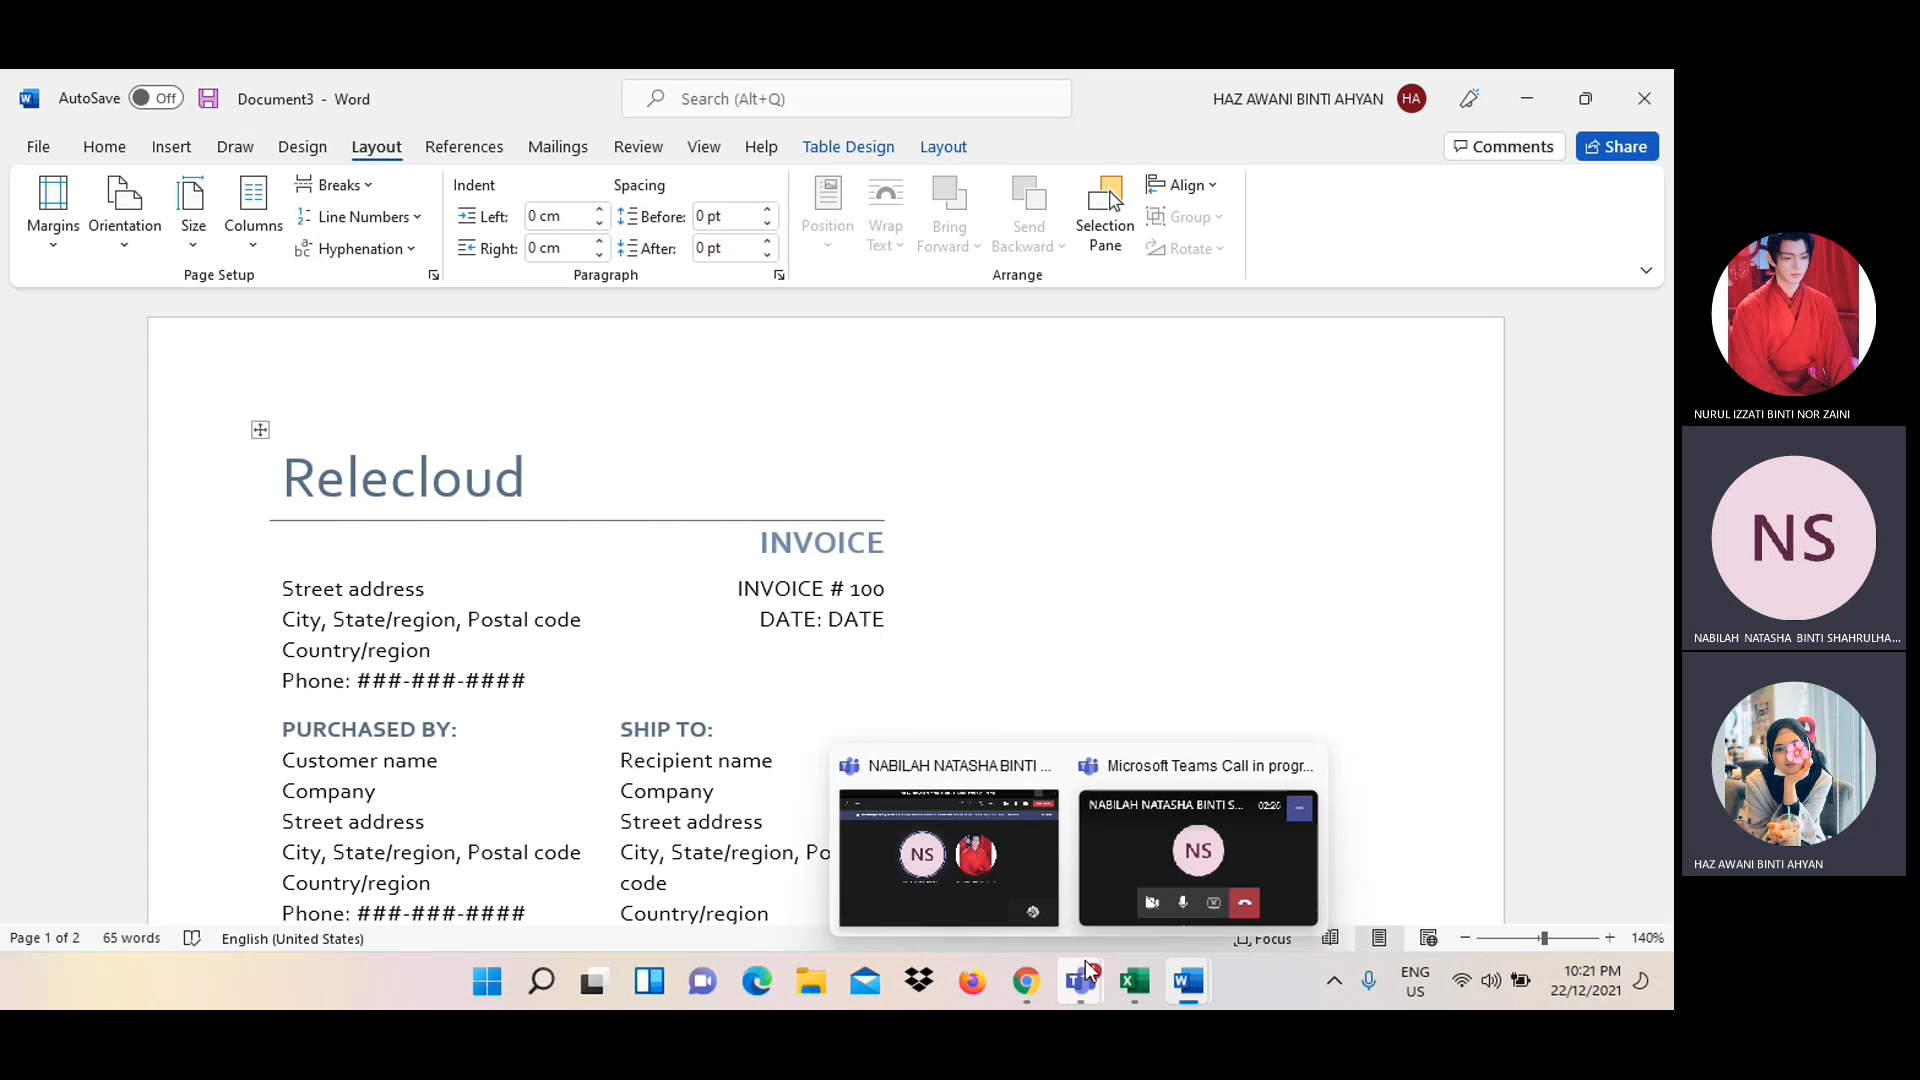 AutoSave Off Document3 - Word Search (Alt+Q) HAZ AWANI BINTI AHYAN HA
File Home Insert Draw Design Layout References Mailings Review View Help Table Design Layout Comments Share
Margins Orientation Size Columns
Breaks
Line Numbers
Hyphenation
Page Setup
Indent Spacing
Left: 0 cm Before: 0 pt
Right: 0 cm After: 0 pt
Paragraph
Position
Wrap Text
Bring Forward
Send Backward
Selection Pane
Align
Group
Rotate
Arrange
Relecloud
INVOICE
Street address INVOICE # 100
City, State/region, Postal code DATE: DATE
Country/region
Phone: ###-###-####
PURCHASED BY: SHIP TO:
Customer name Recipient name
Company Company
Street address Street address
City, State/region, Postal code City, State/region, Po
Country/region code
Phone: ###-###-#### Country/region
NABILAH NATASHA BINTI ... Microsoft Teams Call in progr...
NS
NABILAH NATASHA BINTI S... 02:26
NS
Page 1 of 2 65 words English (United States) Focus 140%
ENG
US
10:21 PM
22/12/2021
NURUL IZZATI BINTI NOR ZAINI
NS
NABILAH NATASHA BINTI SHAHRULHA...
HAZ AWANI BINTI AHYAN